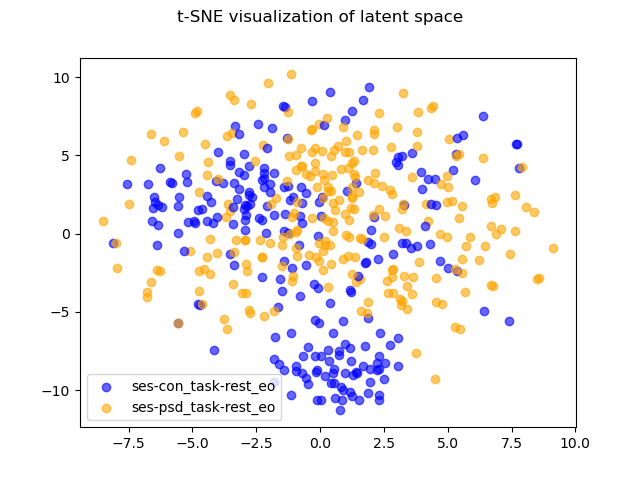 t-SNE visualization of latent space
10
5
0
−5
−10
ses-con_task-rest_eo
ses-psd_task-rest_eo
−7.5 −5.0 −2.5 0.0 2.5 5.0 7.5 10.0